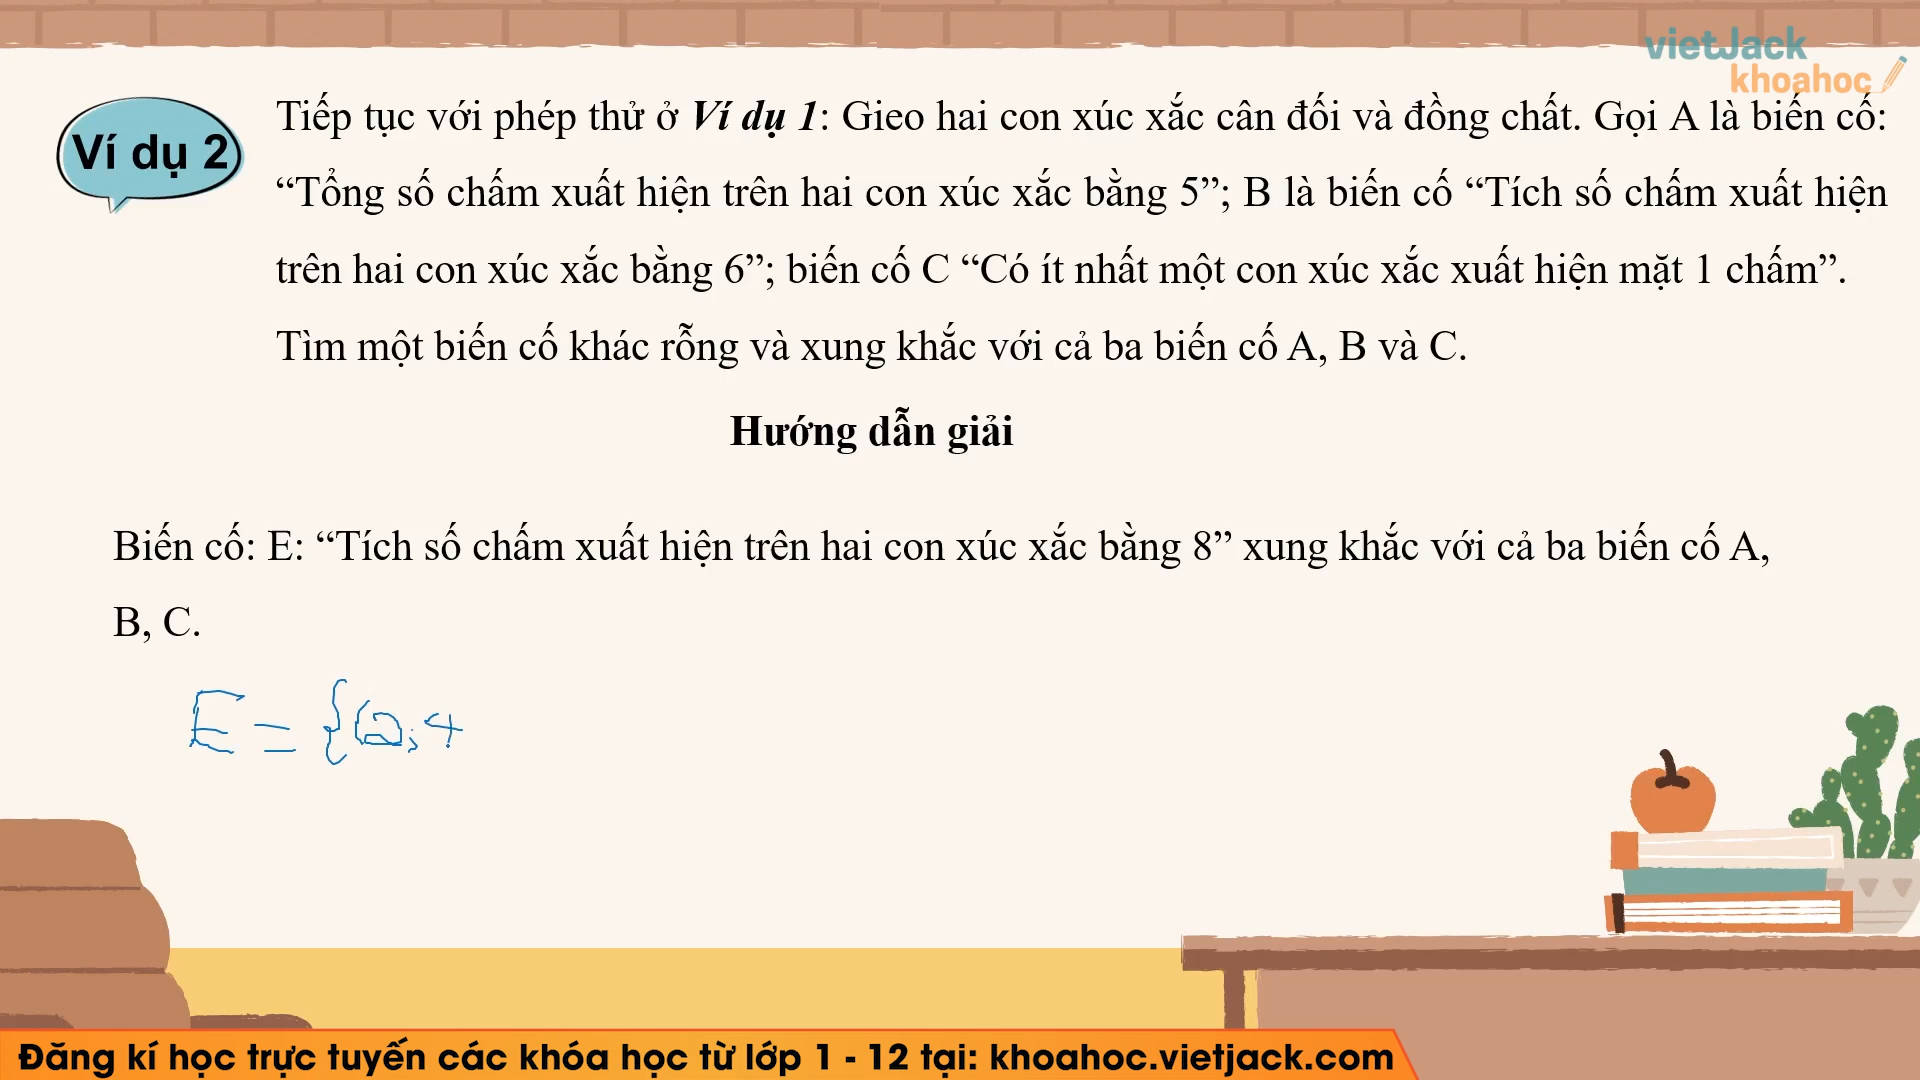 vietJack
khoahoc
Ví dụ 2
Tiếp tục với phép thử ở Ví dụ 1: Gieo hai con xúc xắc cân đối và đồng chất. Gọi A là biến cố:
“Tổng số chấm xuất hiện trên hai con xúc xắc bằng 5”; B là biến cố “Tích số chấm xuất hiện
trên hai con xúc xắc bằng 6”; biến cố C “Có ít nhất một con xúc xắc xuất hiện mặt 1 chấm”.
Tìm một biến cố khác rỗng và xung khắc với cả ba biến cố A, B và C.
Hướng dẫn giải
Biến cố: E: “Tích số chấm xuất hiện trên hai con xúc xắc bằng 8” xung khắc với cả ba biến cố A,
B, C.
E = {(2;4
Đăng kí học trực tuyến các khóa học từ lớp 1 - 12 tại: khoahoc.vietjack.com